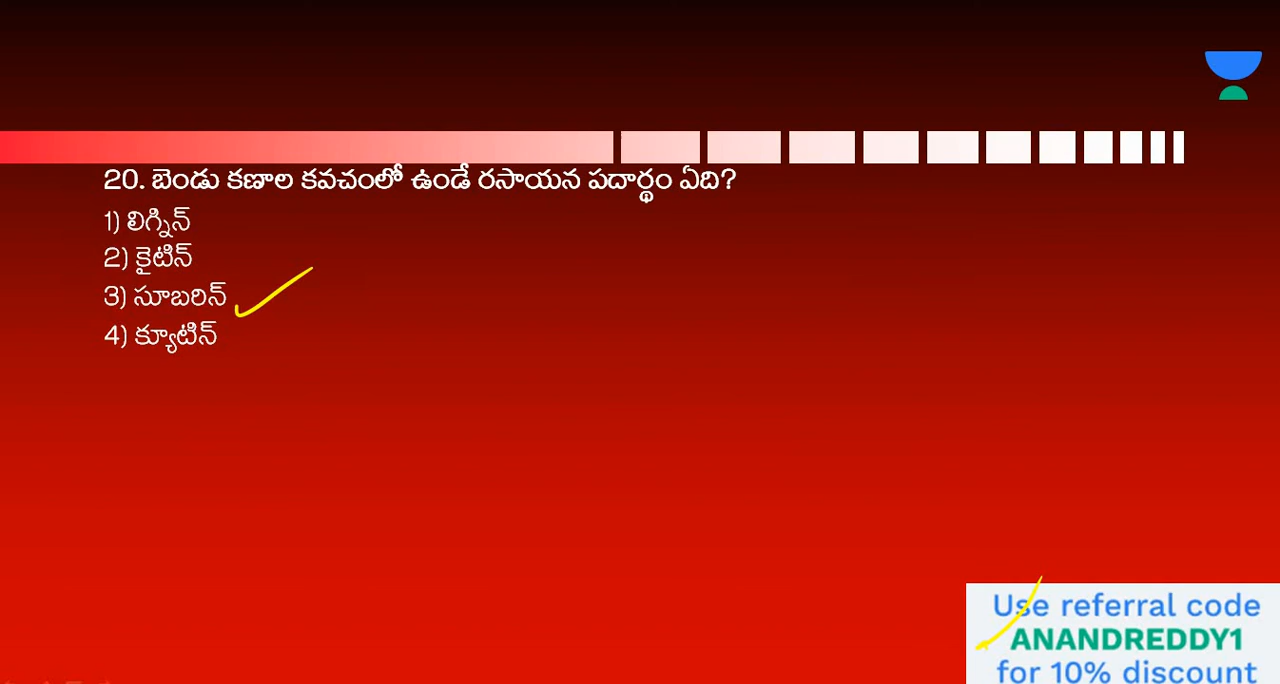 20. బెండు కణాల కవచంలో ఉండే రసాయన పదార్థం ఏది?
1) లిగ్నిన్
2) కైటిన్
3) సూబరిన్
4) క్యూటిన్
Use referral code
ANANDREDDY1
for 10% discount